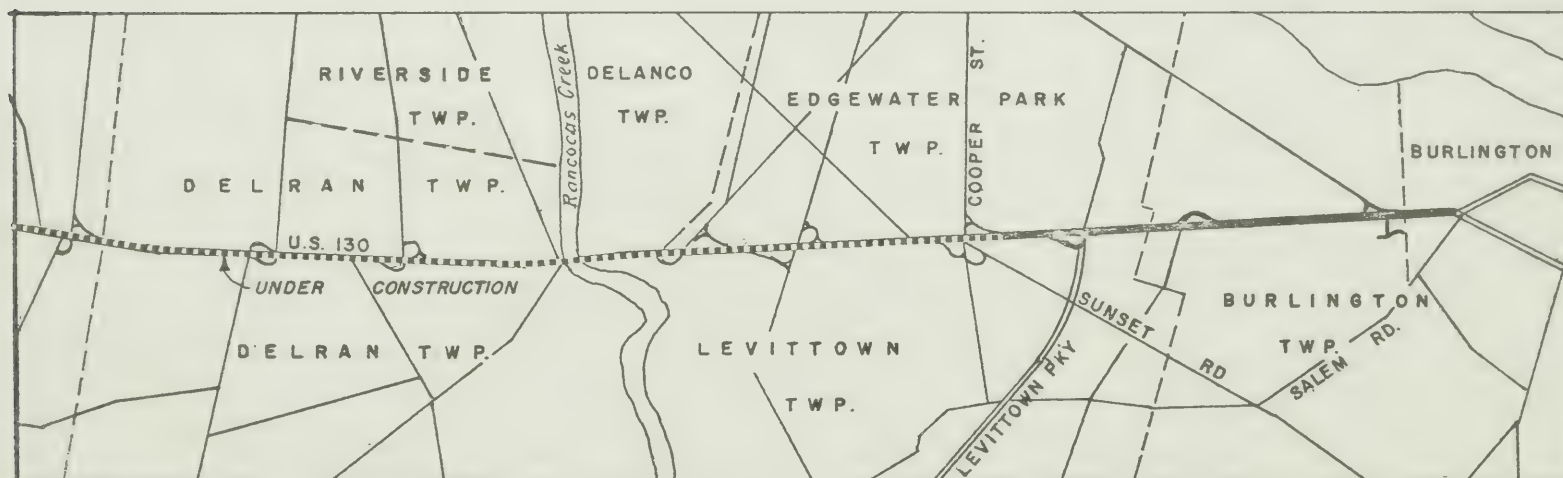 RIVERSIDE
TWP.
Rancocas Creek
DELANCO
TWP.
EDGEWATER PARK
TWP.
COOPER ST.
BURLINGTON
DELRAN TWP.
U.S. 130
UNDER CONSTRUCTION
DELRAN TWP.
LEVITTOWN
TWP.
LEVITTOWN PKY
SUNSET RD
BURLINGTON
TWP.
SALEM RD.